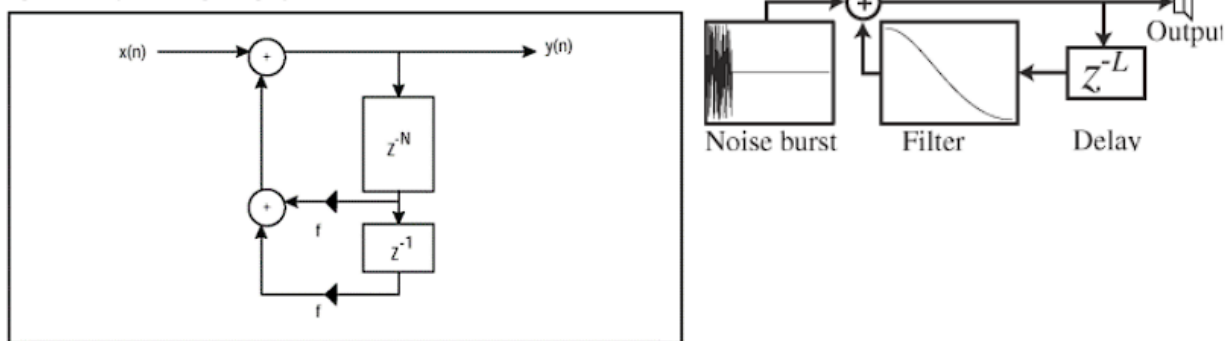 x(n)
+
y(n)
z-N
+
f
z-1
f
+
Output
z-L
Noise burst
Filter
Delay